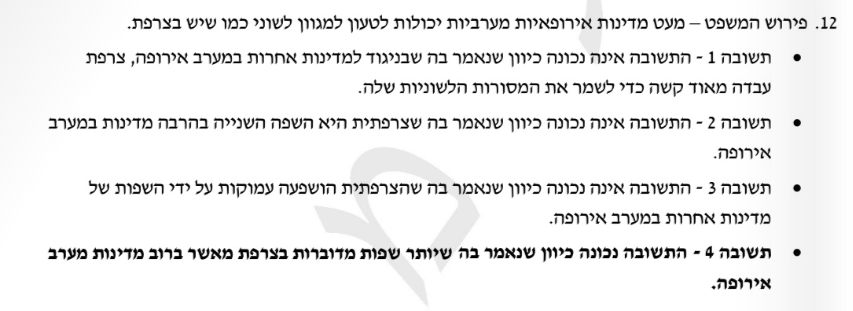 12. פירוש המשפט – מעט מדינות אירופאיות מערביות יכולות לטעון למגוון לשוני כמו שיש בצרפת.
• תשובה 1 - התשובה אינה נכונה כיוון שנאמר בה שבניגוד למדינות אחרות במערב אירופה, צרפת
עבדה מאוד קשה כדי לשמר את המסורות הלשוניות שלה.
• תשובה 2 - התשובה אינה נכונה כיוון שנאמר בה שצרפתית היא השפה השנייה בהרבה מדינות במערב
אירופה.
• תשובה 3 - התשובה אינה נכונה כיוון שנאמר בה שהצרפתית הושפעה עמוקות על ידי השפות של
מדינות אחרות במערב אירופה.
• תשובה 4 - התשובה נכונה כיוון שנאמר בה שיותר שפות מדוברות בצרפת מאשר ברוב מדינות מערב
אירופה.